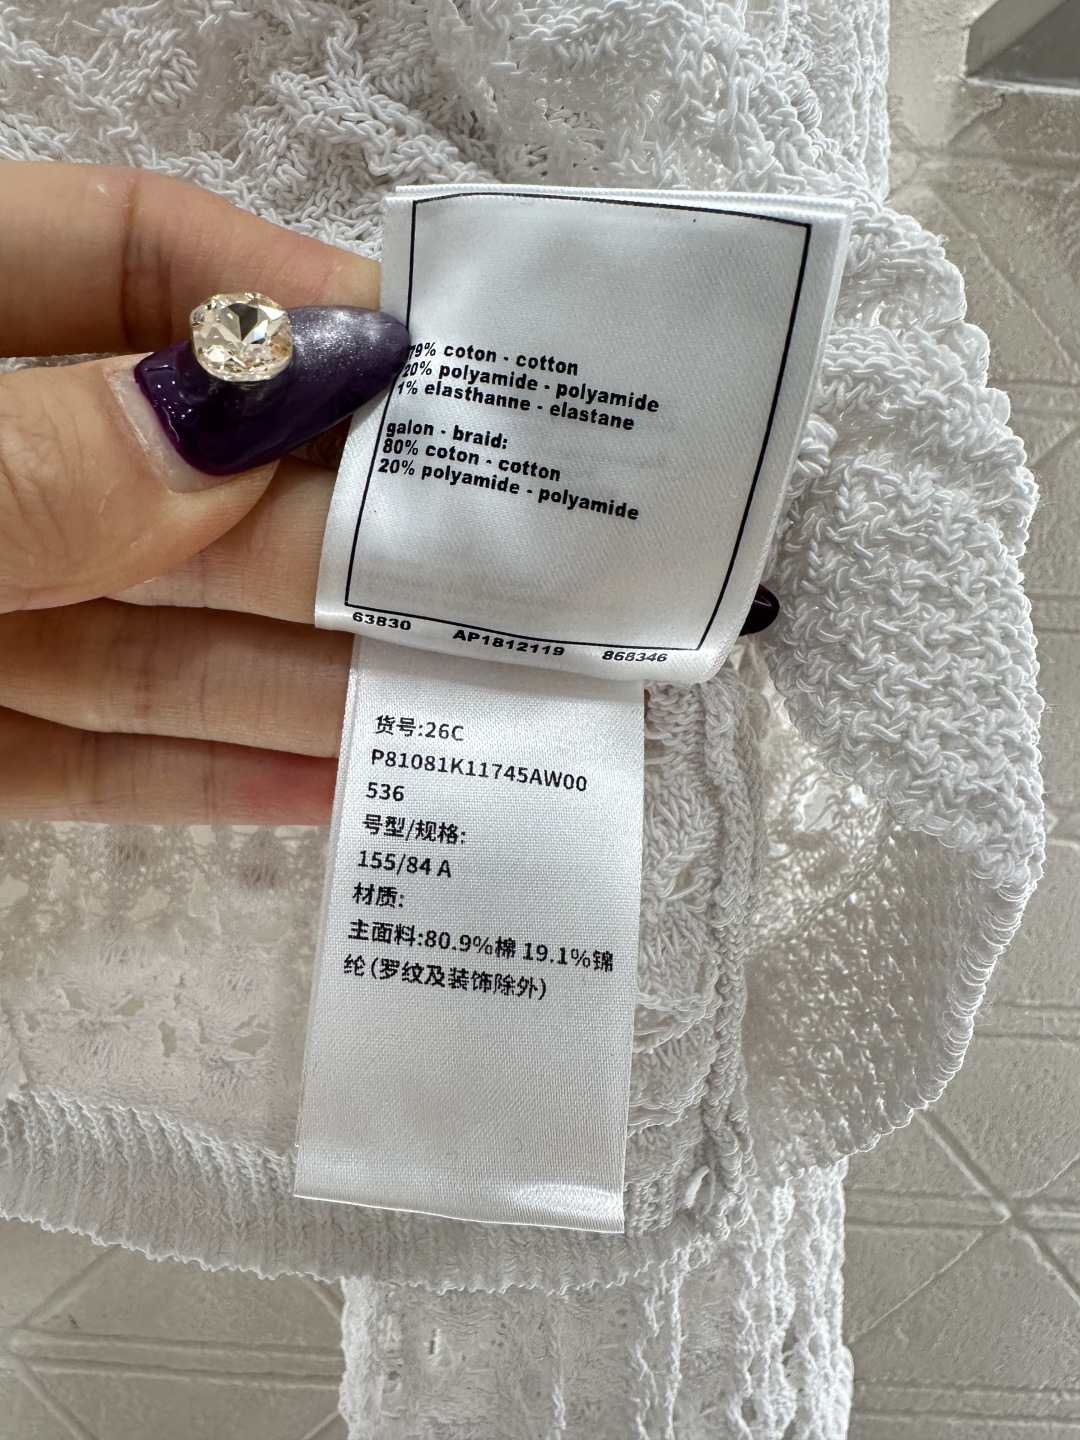 79% coton - cotton
20% polyamide - polyamide
1% elasthanne - elastane
galon - braid:
80% coton - cotton
20% polyamide - polyamide
63830 AP1812119 868346
货号:26C
P81081K11745AW00
536
号型/规格:
155/84 A
材质:
主面料:80.9%棉 19.1%锦
纶(罗纹及装饰除外)